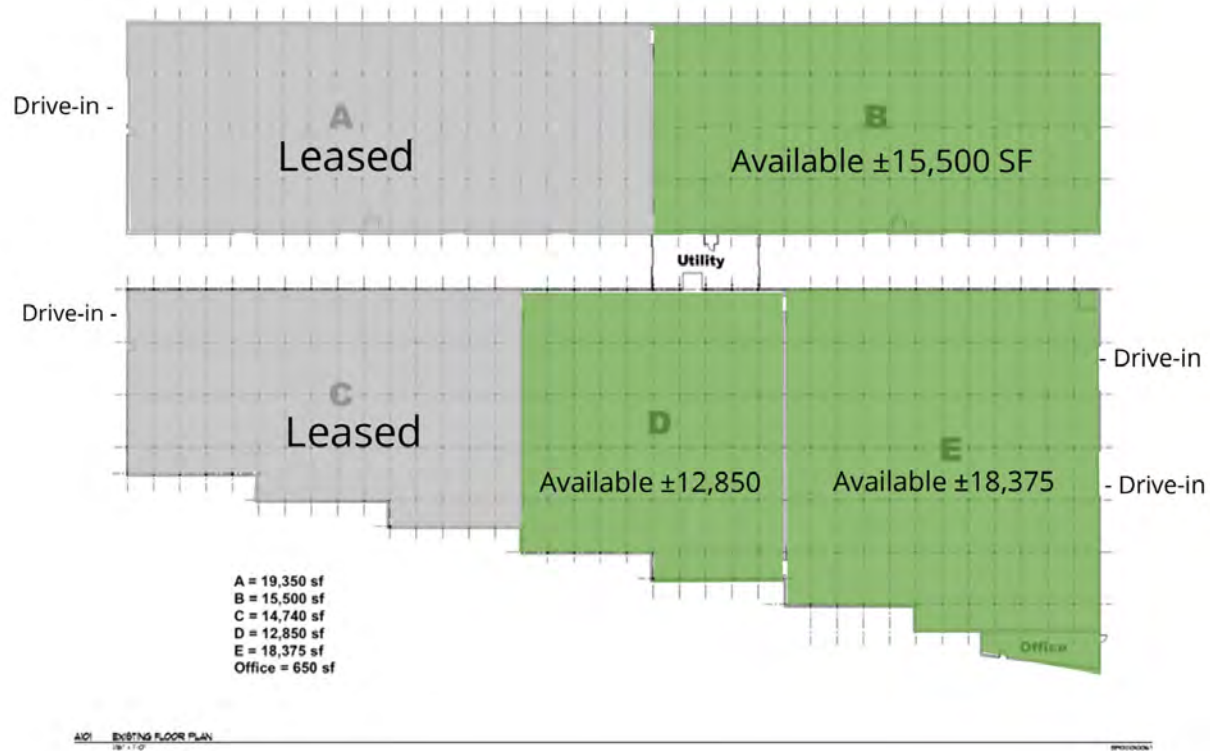 Drive-in -
A
Leased
B
Available ±15,500 SF
Utility
Drive-in -
- Drive-in
C
Leased
D
Available ±12,850
E
Available ±18,375
- Drive-in
A = 19,350 sf
B = 15,500 sf
C = 14,740 sf
D = 12,850 sf
E = 18,375 sf
Office = 650 sf
Office
A101 EXISTING FLOOR PLAN